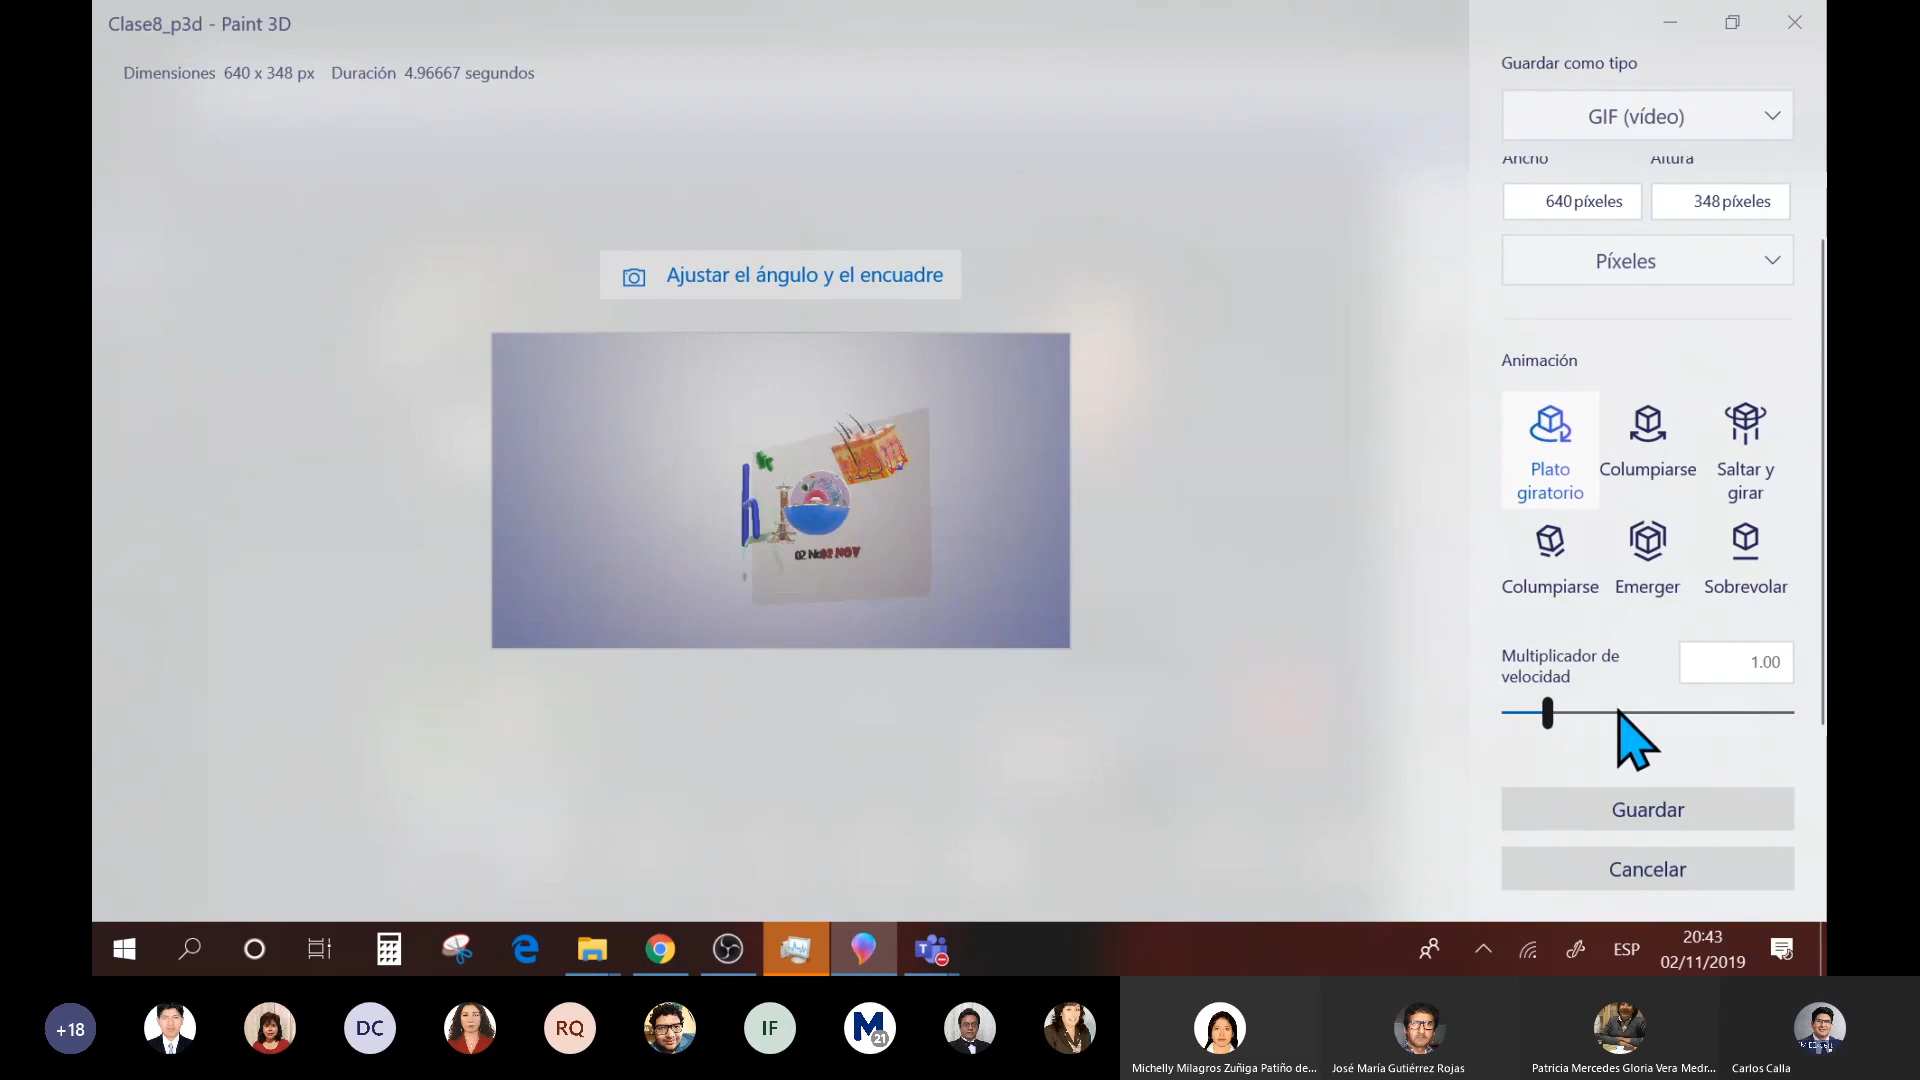 Clase8_p3d - Paint 3D
Dimensiones 640 x 348 px Duración 4.96667 segundos
Guardar como tipo
GIF (vídeo)
Ancho Altura
640 píxeles 348 píxeles
Píxeles
Ajustar el ángulo y el encuadre
Animación
Plato giratorio
Columpiarse
Saltar y girar
Columpiarse
Emerger
Sobrevolar
Multiplicador de
velocidad
1.00
Guardar
Cancelar
02 NOV
ESP
20:43
02/11/2019
+18
DC
RQ
IF
M
21
Michelly Milagros Zuñiga Patiño de...
José María Gutiérrez Rojas
Patricia Mercedes Gloria Vera Medr...
Carlos Calla